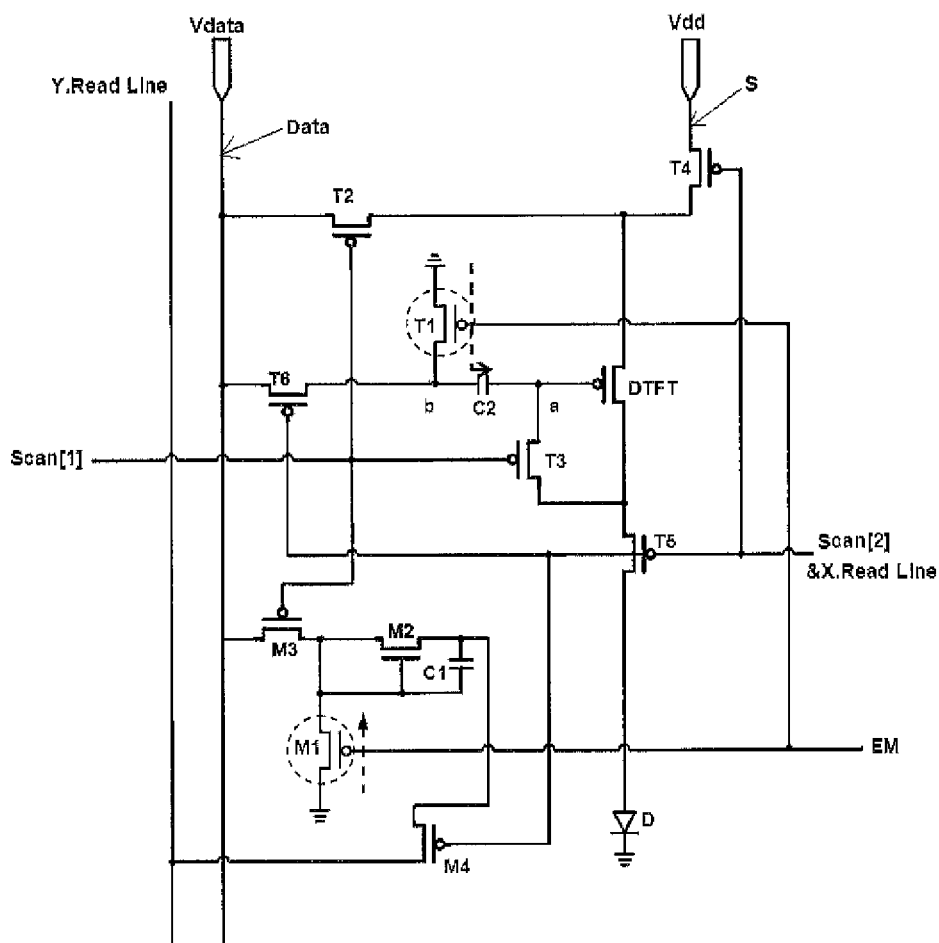 Vdata
Vdd
Y.Read Line
S
Data
T4
T2
T1
T6
DTFT
b
C2
a
Scan[1]
T3
T5
Scan[2]
&X.Read Line
M2
M3
C1
M1
EM
D
M4